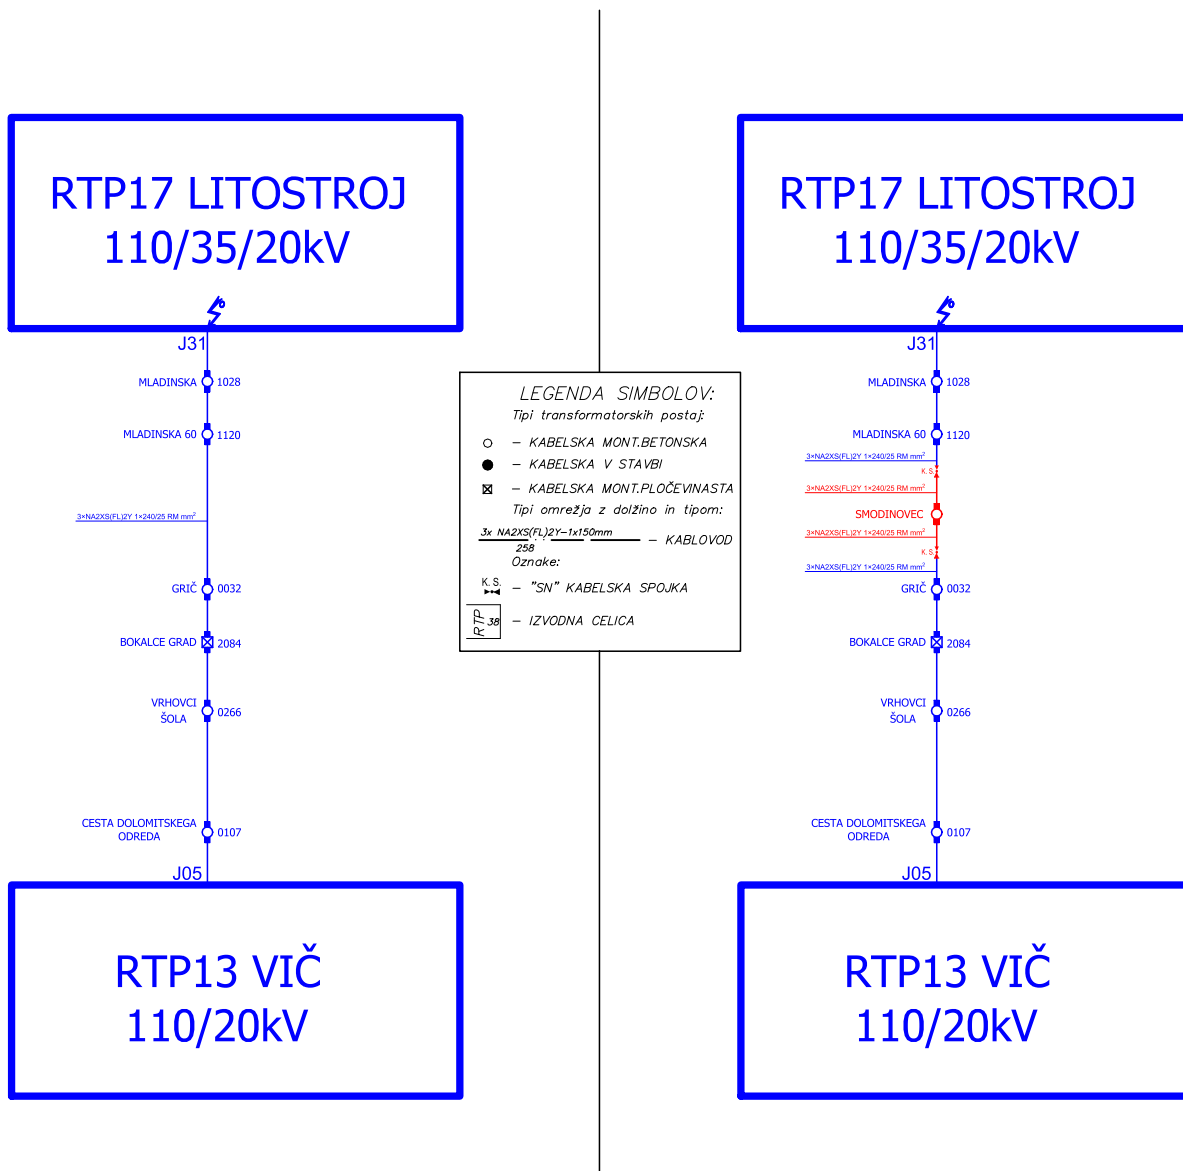 RTP17 LITOSTROJ
110/35/20kV
J31
MLADINSKA 1028
MLADINSKA 60 1120
3×NA2XS(FL)2Y 1×240/25 RM mm²
GRIČ 0032
BOKALCE GRAD 2084
VRHOVCI
ŠOLA 0266
CESTA DOLOMITSKEGA
ODREDA 0107
J05
RTP13 VIČ
110/20kV
LEGENDA SIMBOLOV:
Tipi transformatorskih postaj:
– KABELSKA MONT.BETONSKA
– KABELSKA V STAVBI
– KABELSKA MONT.PLOČEVINASTA
Tipi omrežja z dolžino in tipom:
3x NA2XS(FL)2Y–1x150mm
258
– KABLOVOD
Oznake:
K. S. – "SN" KABELSKA SPOJKA
RTP 38 – IZVODNA CELICA
RTP17 LITOSTROJ
110/35/20kV
J31
MLADINSKA 1028
MLADINSKA 60 1120
3×NA2XS(FL)2Y 1×240/25 RM mm²
K. S.
3×NA2XS(FL)2Y 1×240/25 RM mm²
SMODINOVEC
3×NA2XS(FL)2Y 1×240/25 RM mm²
K. S.
3×NA2XS(FL)2Y 1×240/25 RM mm²
GRIČ 0032
BOKALCE GRAD 2084
VRHOVCI
ŠOLA 0266
CESTA DOLOMITSKEGA
ODREDA 0107
J05
RTP13 VIČ
110/20kV